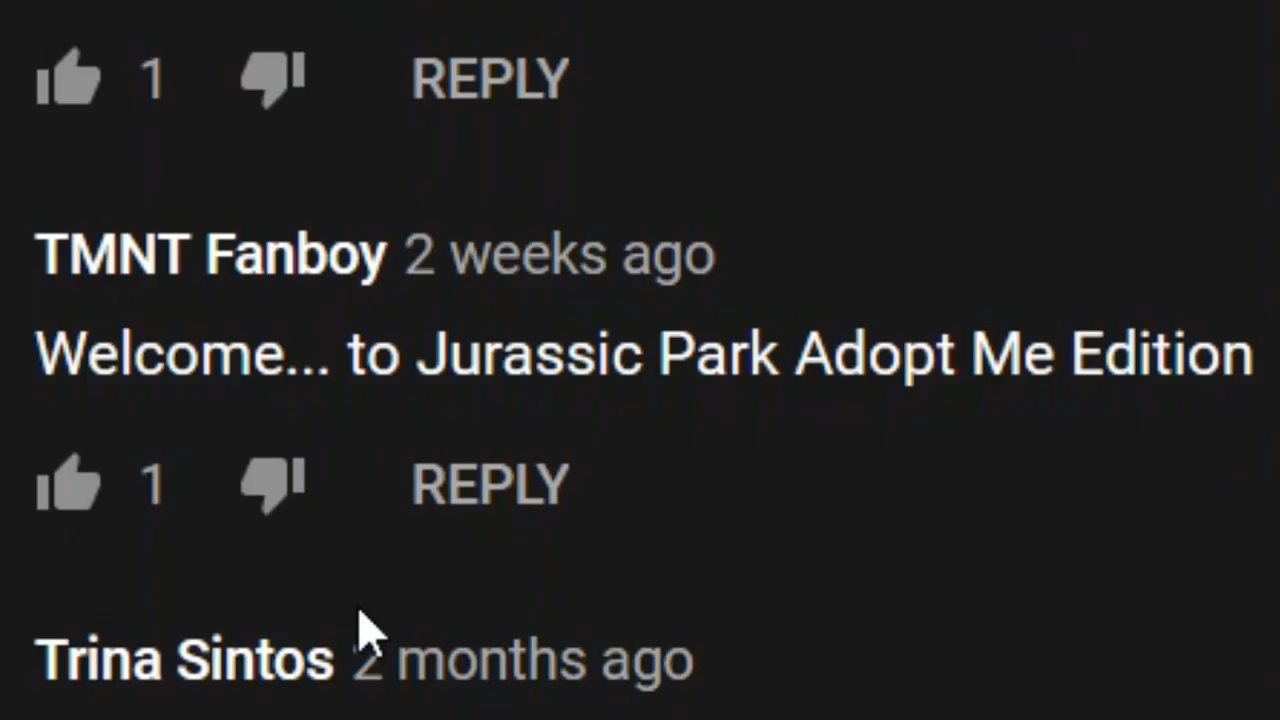 1 REPLY
TMNT Fanboy 2 weeks ago
Welcome... to Jurassic Park Adopt Me Edition
1 REPLY
Trina Sintos 2 months ago